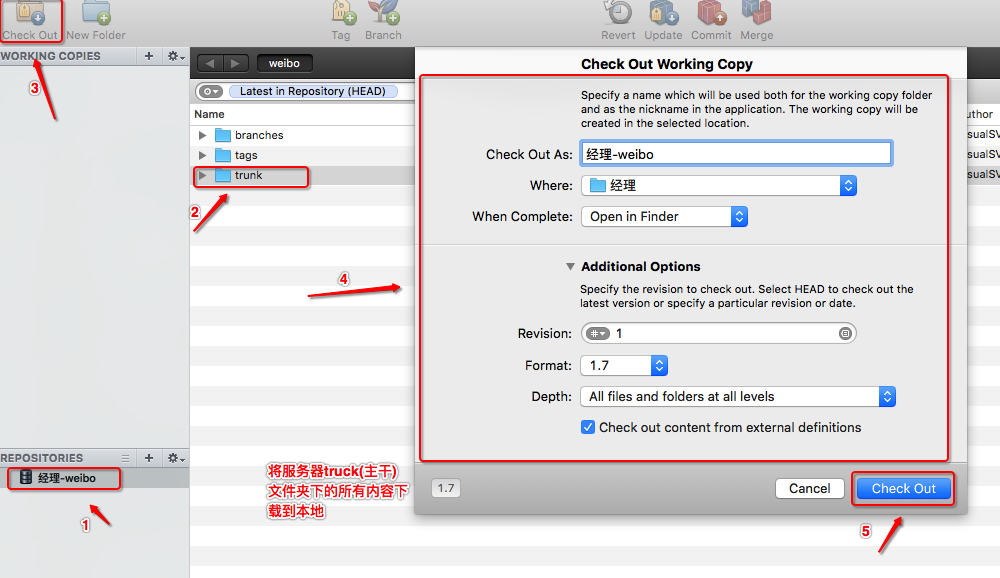 Check Out
New Folder
Tag
Branch
Revert
Update
Commit
Merge
WORKING COPIES
3
weibo
Latest in Repository (HEAD)
Name
uthor
branches
sualSV
tags
sualSV
trunk
sualSV
2
Check Out Working Copy
Specify a name which will be used both for the working copy folder
and as the nickname in the application. The working copy will be
created in the selected location.
Check Out As: 经理-weibo
Where: 经理
When Complete: Open in Finder
4
Additional Options
Specify the revision to check out. Select HEAD to check out the
latest version or specify a particular revision or date.
Revision: # 1
Format: 1.7
Depth: All files and folders at all levels
Check out content from external definitions
1.7
Cancel
Check Out
5
REPOSITORIES
经理-weibo
1
将服务器truck(主干)
文件夹下的所有内容下
载到本地